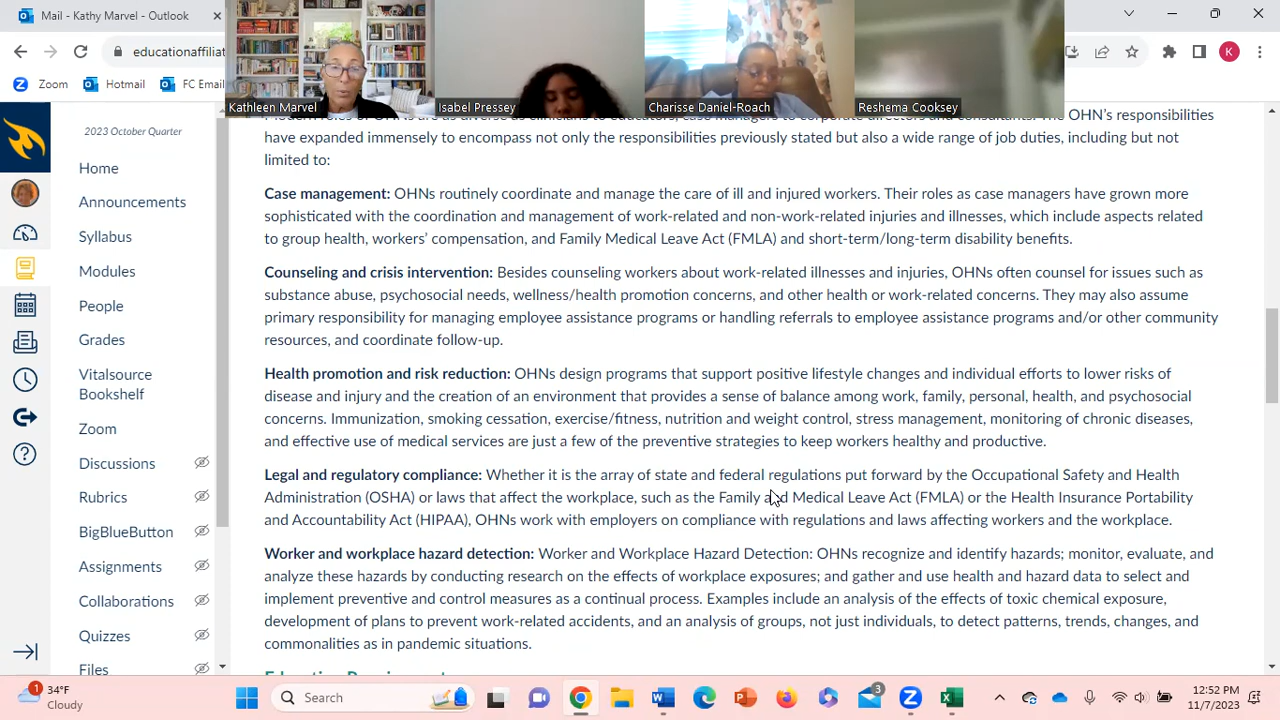 Mail - Kathy Marvel - Outlook
educationaffiliat
Zoom
Hotmail
FC Email
Kathleen Marvel
Isabel Pressey
Charisse Daniel-Roach
Reshema Cooksey
K
2023 October Quarter
Home
Announcements
Syllabus
Modules
People
Grades
Vitalsource
Bookshelf
Zoom
Discussions
Rubrics
BigBlueButton
Assignments
Collaborations
Quizzes
Files
OHN's responsibilities
have expanded immensely to encompass not only the responsibilities previously stated but also a wide range of job duties, including but not
limited to:
Case management: OHNs routinely coordinate and manage the care of ill and injured workers. Their roles as case managers have grown more
sophisticated with the coordination and management of work-related and non-work-related injuries and illnesses, which include aspects related
to group health, workers' compensation, and Family Medical Leave Act (FMLA) and short-term/long-term disability benefits.
Counseling and crisis intervention: Besides counseling workers about work-related illnesses and injuries, OHNs often counsel for issues such as
substance abuse, psychosocial needs, wellness/health promotion concerns, and other health or work-related concerns. They may also assume
primary responsibility for managing employee assistance programs or handling referrals to employee assistance programs and/or other community
resources, and coordinate follow-up.
Health promotion and risk reduction: OHNs design programs that support positive lifestyle changes and individual efforts to lower risks of
disease and injury and the creation of an environment that provides a sense of balance among work, family, personal, health, and psychosocial
concerns. Immunization, smoking cessation, exercise/fitness, nutrition and weight control, stress management, monitoring of chronic diseases,
and effective use of medical services are just a few of the preventive strategies to keep workers healthy and productive.
Legal and regulatory compliance: Whether it is the array of state and federal regulations put forward by the Occupational Safety and Health
Administration (OSHA) or laws that affect the workplace, such as the Family and Medical Leave Act (FMLA) or the Health Insurance Portability
and Accountability Act (HIPAA), OHNs work with employers on compliance with regulations and laws affecting workers and the workplace.
Worker and workplace hazard detection: Worker and Workplace Hazard Detection: OHNs recognize and identify hazards; monitor, evaluate, and
analyze these hazards by conducting research on the effects of workplace exposures; and gather and use health and hazard data to select and
implement preventive and control measures as a continual process. Examples include an analysis of the effects of toxic chemical exposure,
development of plans to prevent work-related accidents, and an analysis of groups, not just individuals, to detect patterns, trends, changes, and
commonalities as in pandemic situations.
1
34°F
Cloudy
Search
3
12:52 PM
11/7/2023